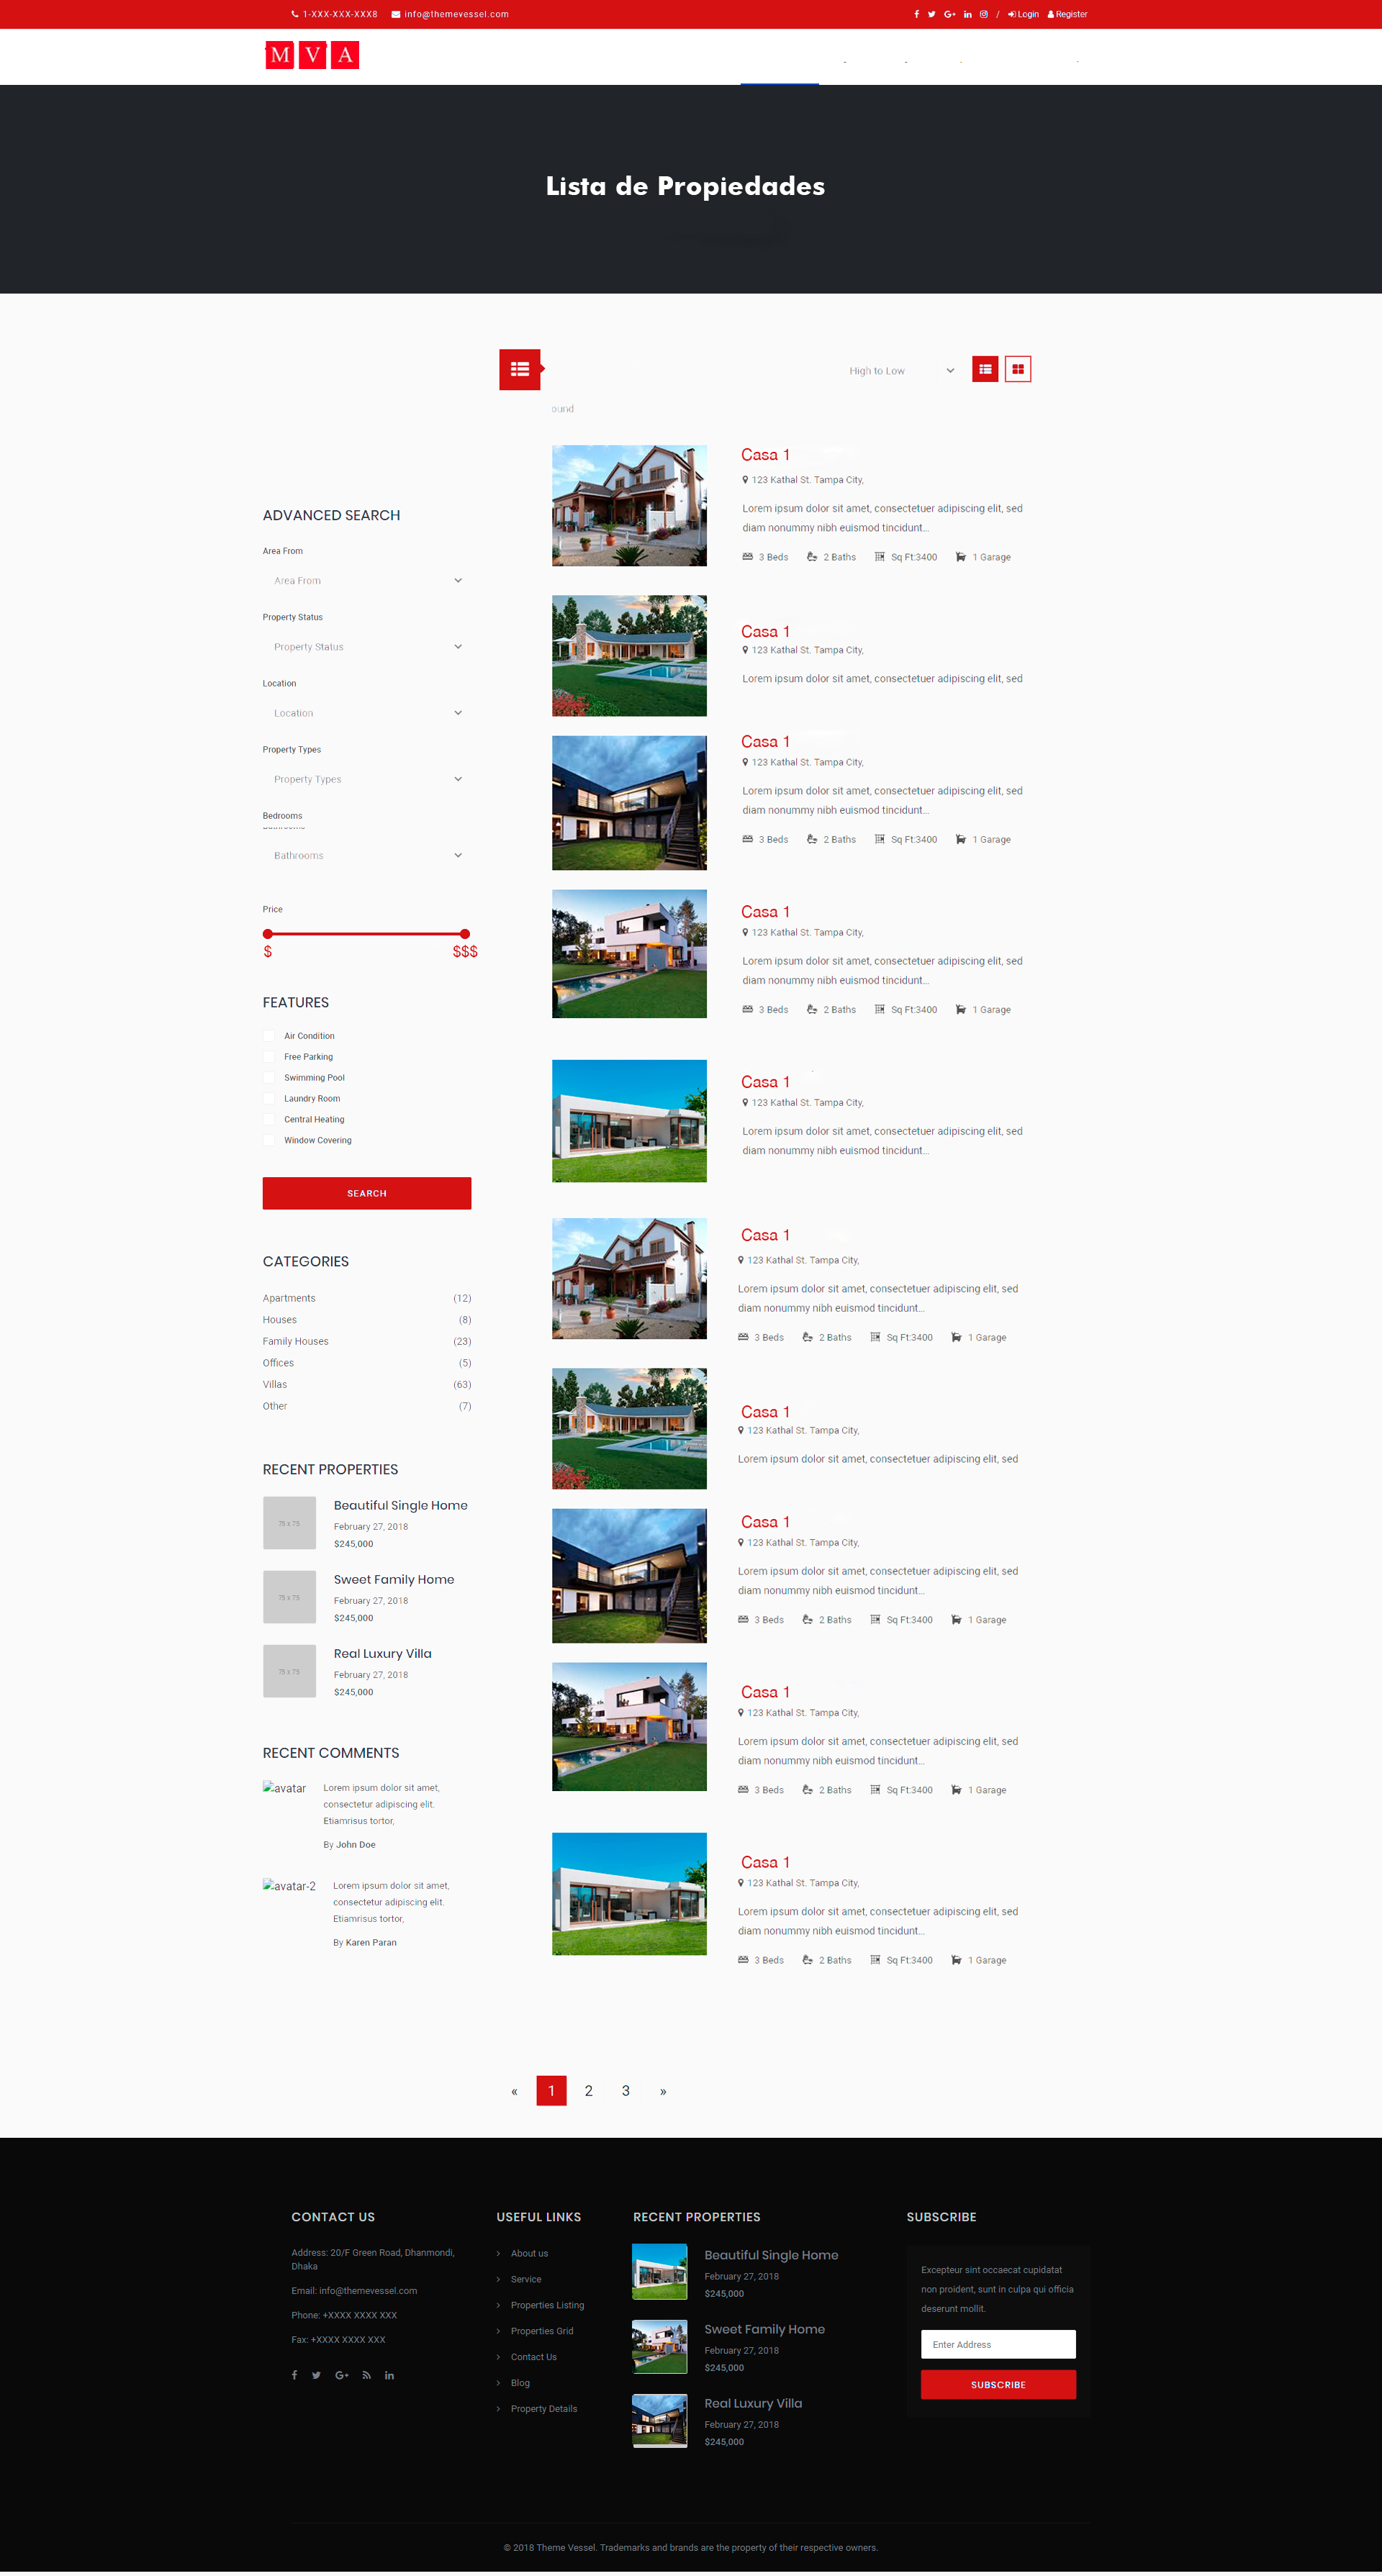 1-XXX-XXX-XXX8 info@themevessel.com / Login Register
MVA
Lista de Propiedades
High to Low
ound
ADVANCED SEARCH
Area From
Area From
Property Status
Property Status
Location
Location
Property Types
Property Types
Bedrooms
Bathrooms
Bathrooms
Price
$ $$$
FEATURES
Air Condition
Free Parking
Swimming Pool
Laundry Room
Central Heating
Window Covering
SEARCH
CATEGORIES
Apartments (12)
Houses (8)
Family Houses (23)
Offices (5)
Villas (63)
Other (7)
RECENT PROPERTIES
75 x 75
Beautiful Single Home
February 27, 2018
$245,000
75 x 75
Sweet Family Home
February 27, 2018
$245,000
75 x 75
Real Luxury Villa
February 27, 2018
$245,000
RECENT COMMENTS
avatar
Lorem ipsum dolor sit amet,
consectetur adipiscing elit.
Etiamrisus tortor,
By John Doe
avatar-2
Lorem ipsum dolor sit amet,
consectetur adipiscing elit.
Etiamrisus tortor,
By Karen Paran
Casa 1
123 Kathal St. Tampa City,
Lorem ipsum dolor sit amet, consectetuer adipiscing elit, sed
diam nonummy nibh euismod tincidunt...
3 Beds 2 Baths Sq Ft:3400 1 Garage
Casa 1
123 Kathal St. Tampa City,
Lorem ipsum dolor sit amet, consectetuer adipiscing elit, sed
Casa 1
123 Kathal St. Tampa City,
Lorem ipsum dolor sit amet, consectetuer adipiscing elit, sed
diam nonummy nibh euismod tincidunt...
3 Beds 2 Baths Sq Ft:3400 1 Garage
Casa 1
123 Kathal St. Tampa City,
Lorem ipsum dolor sit amet, consectetuer adipiscing elit, sed
diam nonummy nibh euismod tincidunt...
3 Beds 2 Baths Sq Ft:3400 1 Garage
Casa 1
123 Kathal St. Tampa City,
Lorem ipsum dolor sit amet, consectetuer adipiscing elit, sed
diam nonummy nibh euismod tincidunt...
Casa 1
123 Kathal St. Tampa City,
Lorem ipsum dolor sit amet, consectetuer adipiscing elit, sed
diam nonummy nibh euismod tincidunt...
3 Beds 2 Baths Sq Ft:3400 1 Garage
Casa 1
123 Kathal St. Tampa City,
Lorem ipsum dolor sit amet, consectetuer adipiscing elit, sed
Casa 1
123 Kathal St. Tampa City,
Lorem ipsum dolor sit amet, consectetuer adipiscing elit, sed
diam nonummy nibh euismod tincidunt...
3 Beds 2 Baths Sq Ft:3400 1 Garage
Casa 1
123 Kathal St. Tampa City,
Lorem ipsum dolor sit amet, consectetuer adipiscing elit, sed
diam nonummy nibh euismod tincidunt...
3 Beds 2 Baths Sq Ft:3400 1 Garage
Casa 1
123 Kathal St. Tampa City,
Lorem ipsum dolor sit amet, consectetuer adipiscing elit, sed
diam nonummy nibh euismod tincidunt...
3 Beds 2 Baths Sq Ft:3400 1 Garage
« 1 2 3 »
CONTACT US
Address: 20/F Green Road, Dhanmondi,
Dhaka
Email: info@themevessel.com
Phone: +XXXX XXXX XXX
Fax: +XXXX XXXX XXX
USEFUL LINKS
About us
Service
Properties Listing
Properties Grid
Contact Us
Blog
Property Details
RECENT PROPERTIES
Beautiful Single Home
February 27, 2018
$245,000
Sweet Family Home
February 27, 2018
$245,000
Real Luxury Villa
February 27, 2018
$245,000
SUBSCRIBE
Excepteur sint occaecat cupidatat
non proident, sunt in culpa qui officia
deserunt mollit.
Enter Address
SUBSCRIBE
© 2018 Theme Vessel. Trademarks and brands are the property of their respective owners.